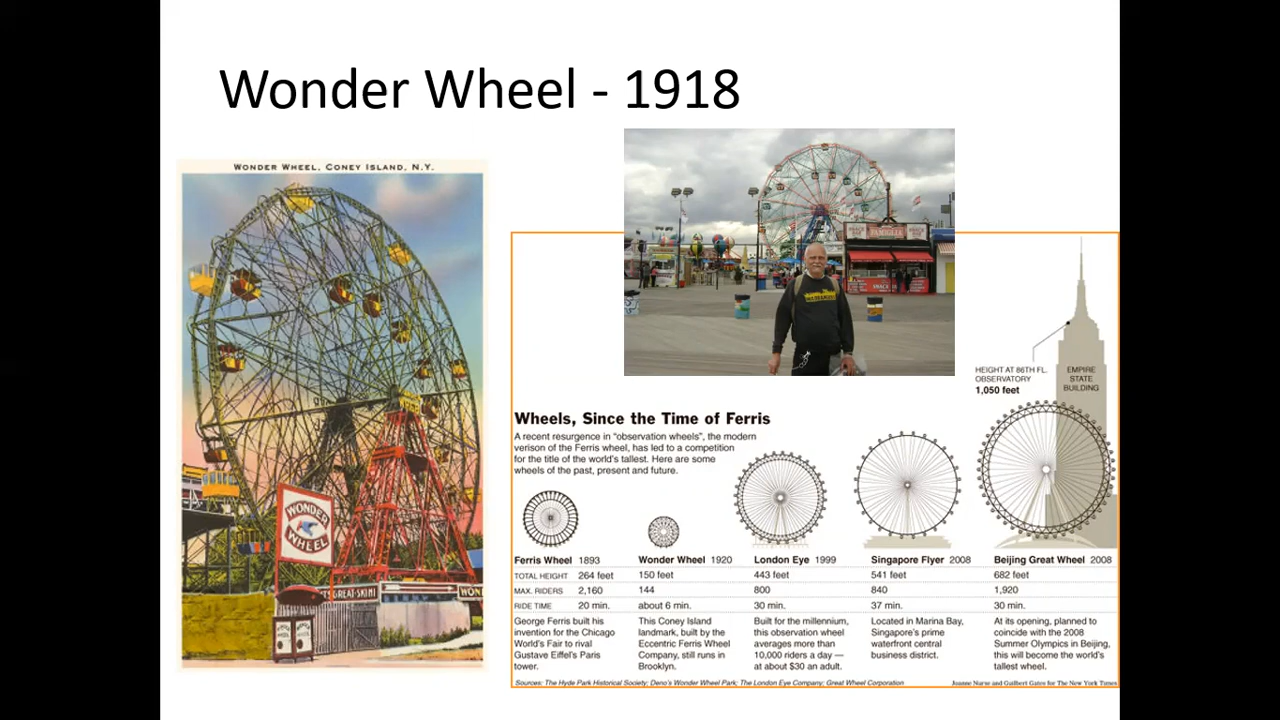 Wonder Wheel - 1918
WONDER WHEEL, CONEY ISLAND, N.Y.
WONDER
WHEEL
GREAT-SKINI
WON
FAMIGLIA
HEIGHT AT 86TH FL.
OBSERVATORY
1,050 feet
EMPIRE
STATE
BUILDING
Wheels, Since the Time of Ferris
A recent resurgence in "observation wheels", the modern
verison of the Ferris wheel, has led to a competition
for the title of the world's tallest. Here are some
wheels of the past, present and future.
Ferris Wheel 1893 Wonder Wheel 1920 London Eye 1999 Singapore Flyer 2008 Beijing Great Wheel 2008
TOTAL HEIGHT 264 feet 150 feet 443 feet 541 feet 682 feet
MAX. RIDERS 2,160 144 800 840 1,920
RIDE TIME 20 min. about 6 min. 30 min. 37 min. 30 min.
George Ferris built his
invention for the Chicago
World's Fair to rival
Gustave Eiffel's Paris
tower.
This Coney Island
landmark, built by the
Eccentric Ferris Wheel
Company, still runs in
Brooklyn.
Built for the millennium,
this observation wheel
averages more than
10,000 riders a day —
at about $30 an adult.
Located in Marina Bay,
Singapore's prime
waterfront central
business district.
At its opening, planned to
coincide with the 2008
Summer Olympics in Beijing,
this will become the world's
tallest wheel.
Sources: The Hyde Park Historical Society; Deno's Wonder Wheel Park; The London Eye Company; Great Wheel Corporation
Joanne Nurse and Guilbert Gates for The New York Times